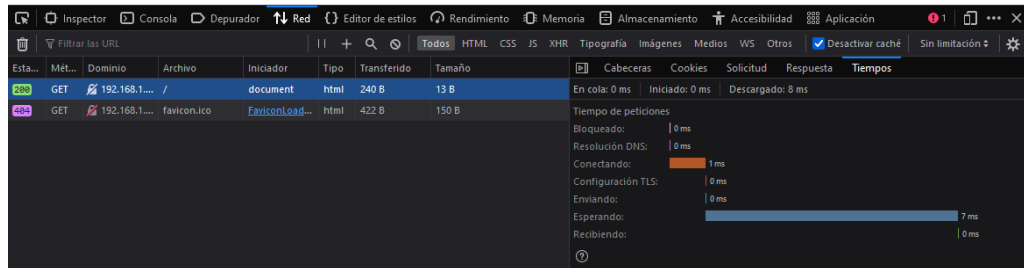 Inspector Consola Depurador Red Editor de estilos Rendimiento Memoria Almacenamiento Accesibilidad Aplicación 1
Filtrar las URL Todos HTML CSS JS XHR Tipografía Imágenes Medios WS Otros Desactivar caché Sin limitación
Esta... Mét... Dominio Archivo Iniciador Tipo Transferido Tamaño
200 GET 192.168.1.... / document html 240 B 13 B
404 GET 192.168.1.... favicon.ico FaviconLoad... html 422 B 150 B
Cabeceras Cookies Solicitud Respuesta Tiempos
En cola: 0 ms Iniciado: 0 ms Descargado: 8 ms
Tiempo de peticiones
Bloqueado: 0 ms
Resolución DNS: 0 ms
Conectando: 1 ms
Configuración TLS: 0 ms
Enviando: 0 ms
Esperando: 7 ms
Recibiendo: 0 ms